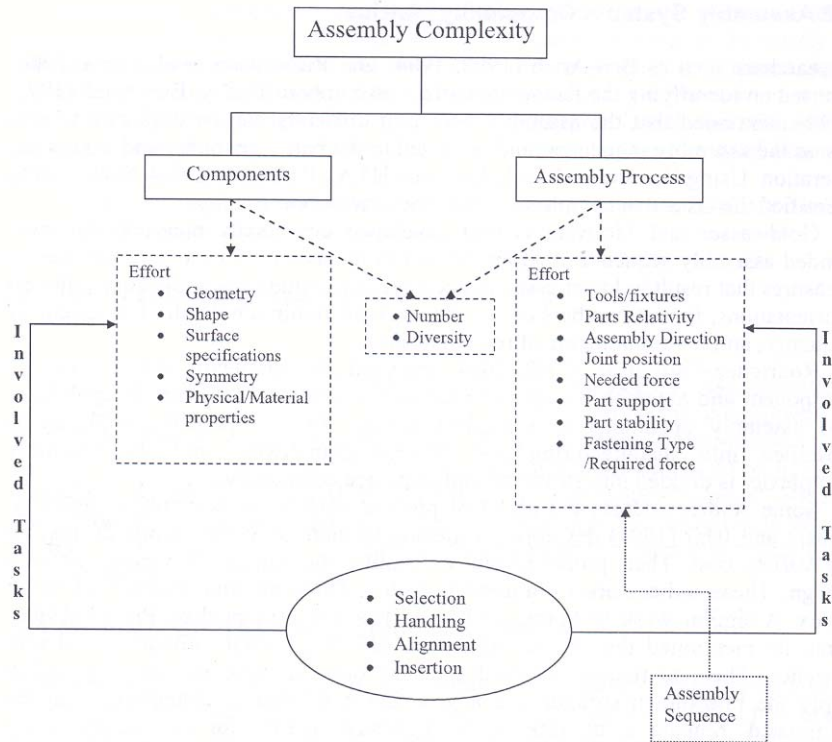 Assembly Complexity
Components
Assembly Process
Effort
• Geometry
• Shape
• Surface
specifications
• Symmetry
• Physical/Material
properties
• Number
• Diversity
Effort
• Tools/fixtures
• Parts Relativity
• Assembly Direction
• Joint position
• Needed force
• Part support
• Part stability
• Fastening Type
/Required force
Involved Tasks
Involved Tasks
• Selection
• Handling
• Alignment
• Insertion
Assembly
Sequence